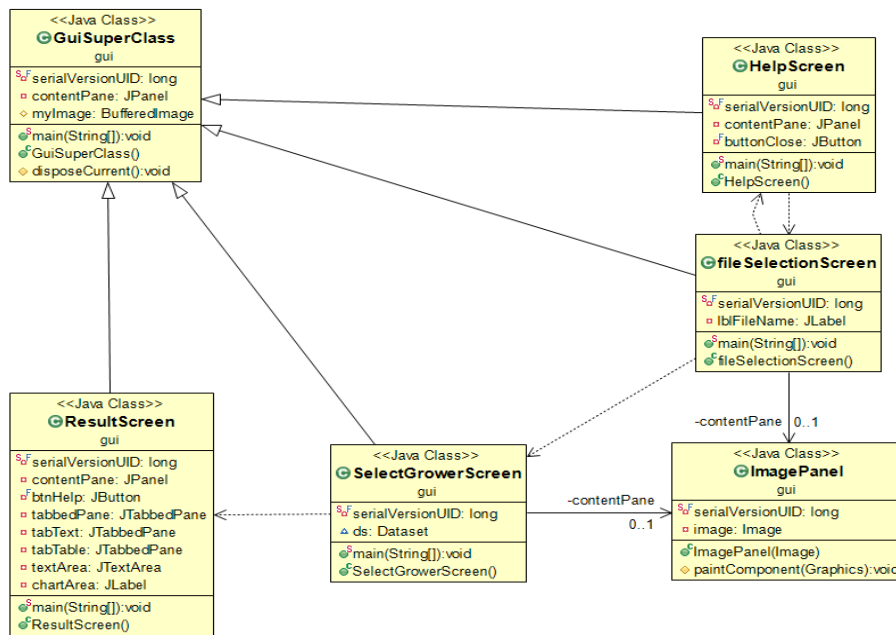 <<Java Class>>
GuiSuperClass
gui
serialVersionUID: long
contentPane: JPanel
myImage: BufferedImage
main(String[]):void
GuiSuperClass()
disposeCurrent():void
<<Java Class>>
HelpScreen
gui
serialVersionUID: long
contentPane: JPanel
buttonClose: JButton
main(String[]):void
HelpScreen()
<<Java Class>>
fileSelectionScreen
gui
serialVersionUID: long
lblFileName: JLabel
main(String[]):void
fileSelectionScreen()
-contentPane 0..1
<<Java Class>>
ResultScreen
gui
serialVersionUID: long
contentPane: JPanel
btnHelp: JButton
tabbedPane: JTabbedPane
tabText: JTabbedPane
tabTable: JTabbedPane
textArea: JTextArea
chartArea: JLabel
main(String[]):void
ResultScreen()
<<Java Class>>
SelectGrowerScreen
gui
serialVersionUID: long
ds: Dataset
main(String[]):void
SelectGrowerScreen()
-contentPane
0..1
<<Java Class>>
ImagePanel
gui
serialVersionUID: long
image: Image
ImagePanel(Image)
paintComponent(Graphics):void